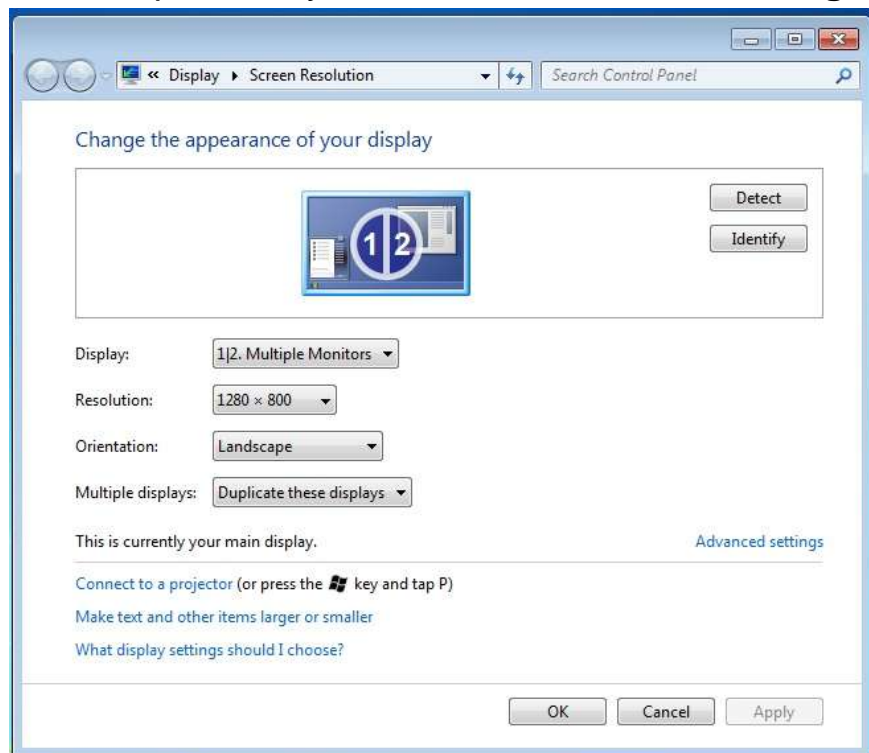 « Display ▸ Screen Resolution Search Control Panel
Change the appearance of your display
Detect
1 2
Identify
Display: 1|2. Multiple Monitors
Resolution: 1280 × 800
Orientation: Landscape
Multiple displays: Duplicate these displays
This is currently your main display. Advanced settings
Connect to a projector (or press the key and tap P)
Make text and other items larger or smaller
What display settings should I choose?
OK Cancel Apply